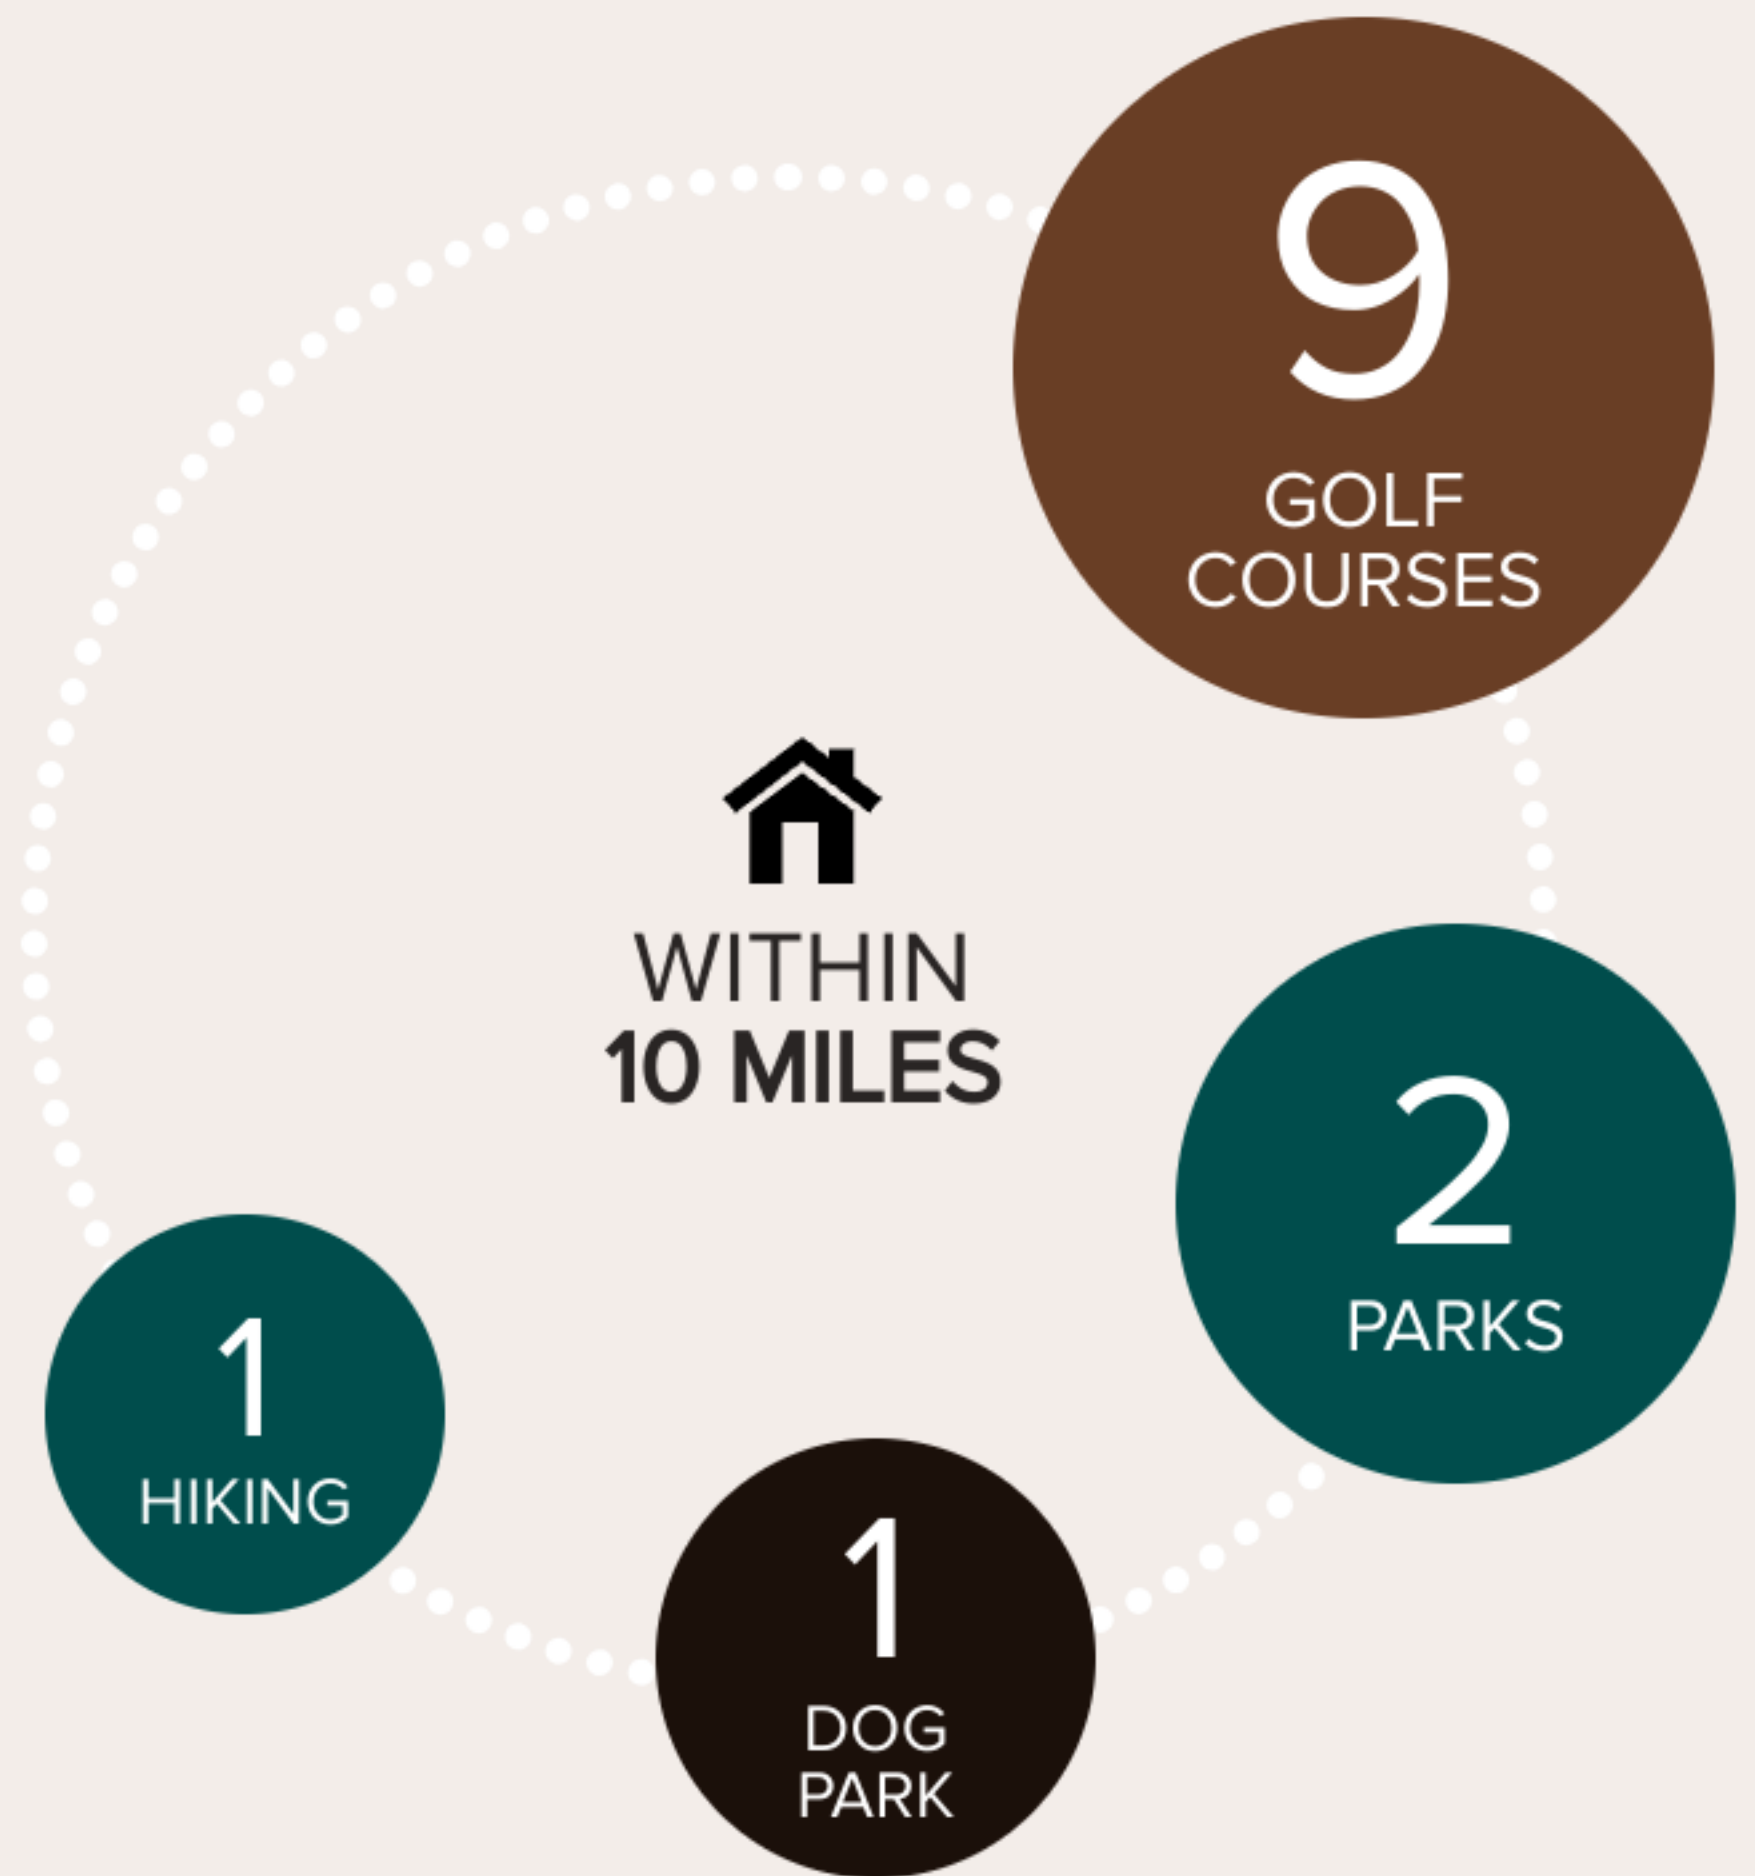 9
GOLF
COURSES
WITHIN
10 MILES
2
PARKS
1
HIKING
1
DOG
PARK